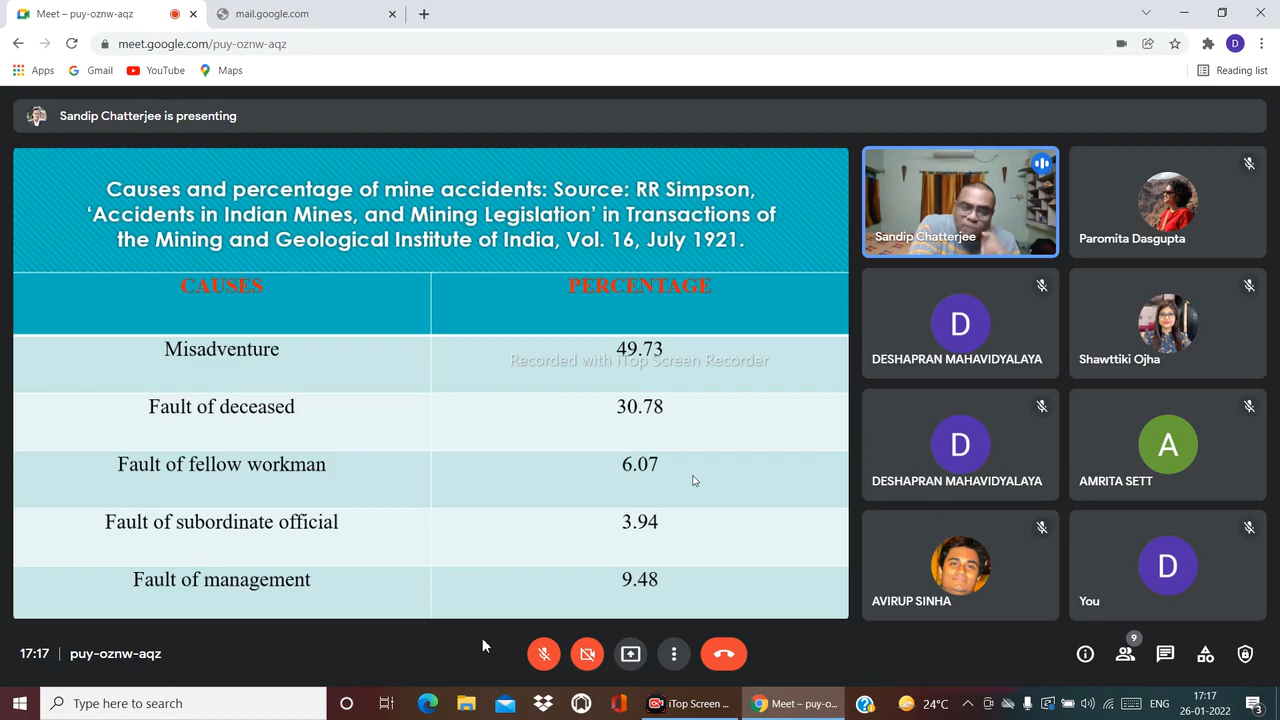 Meet – puy-oznw-aqz
mail.google.com
meet.google.com/puy-oznw-aqz
D
Apps
Gmail
YouTube
Maps
Reading list
Sandip Chatterjee is presenting
Causes and percentage of mine accidents: Source: RR Simpson,
‘Accidents in Indian Mines, and Mining Legislation’ in Transactions of
the Mining and Geological Institute of India, Vol. 16, July 1921.
CAUSES PERCENTAGE
Misadventure 49.73
Recorded with iTop Screen Recorder
Fault of deceased 30.78
Fault of fellow workman 6.07
Fault of subordinate official 3.94
Fault of management 9.48
Sandip Chatterjee
Paromita Dasgupta
D
DESHAPRAN MAHAVIDYALAYA
Shawttiki Ojha
D
DESHAPRAN MAHAVIDYALAYA
A
AMRITA SETT
AVIRUP SINHA
D
You
17:17 | puy-oznw-aqz
9
Type here to search
iTop Screen ...
Meet – puy-o...
24°C
ENG
17:17
26-01-2022
3